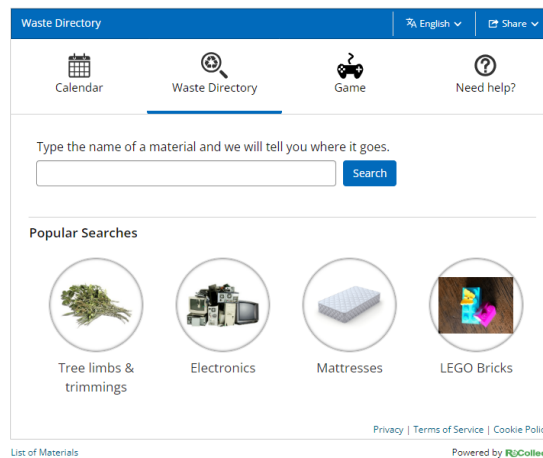 Waste Directory
English
Share
Calendar
Waste Directory
Game
Need help?
Type the name of a material and we will tell you where it goes.
Search
Popular Searches
Tree limbs &
trimmings
Electronics
Mattresses
LEGO Bricks
Privacy | Terms of Service | Cookie Polic
List of Materials
Powered by ReCollec